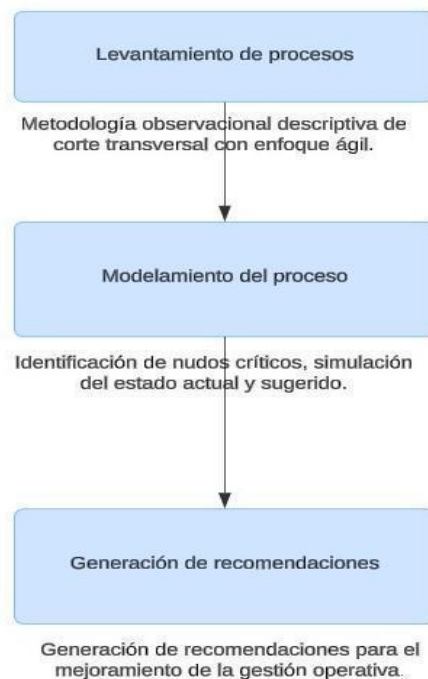 Levantamiento de procesos
Metodología observacional descriptiva de
corte transversal con enfoque ágil.
Modelamiento del proceso
Identificación de nudos críticos, simulación
del estado actual y sugerido.
Generación de recomendaciones
Generación de recomendaciones para el
mejoramiento de la gestión operativa.